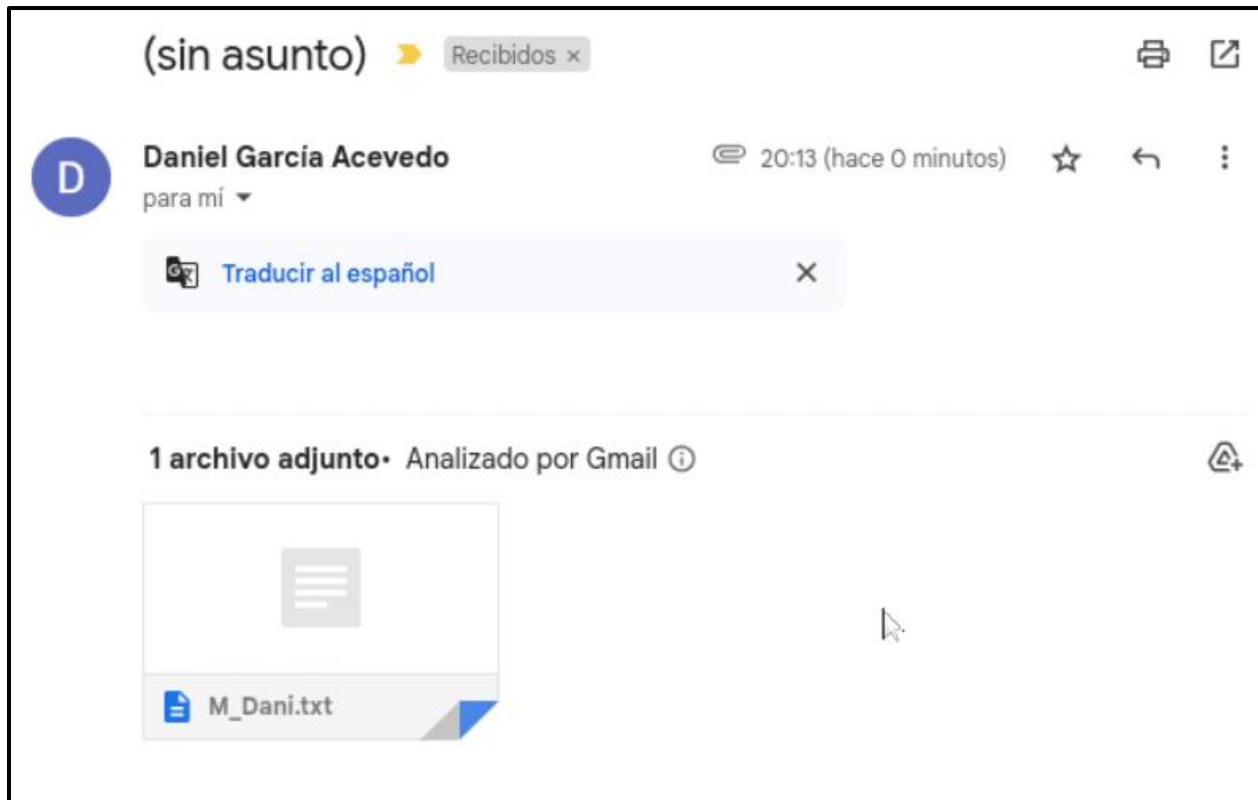 (sin asunto) Recibidos ×
D
Daniel García Acevedo 20:13 (hace 0 minutos)
para mí
Traducir al español
1 archivo adjunto• Analizado por Gmail
M_Dani.txt